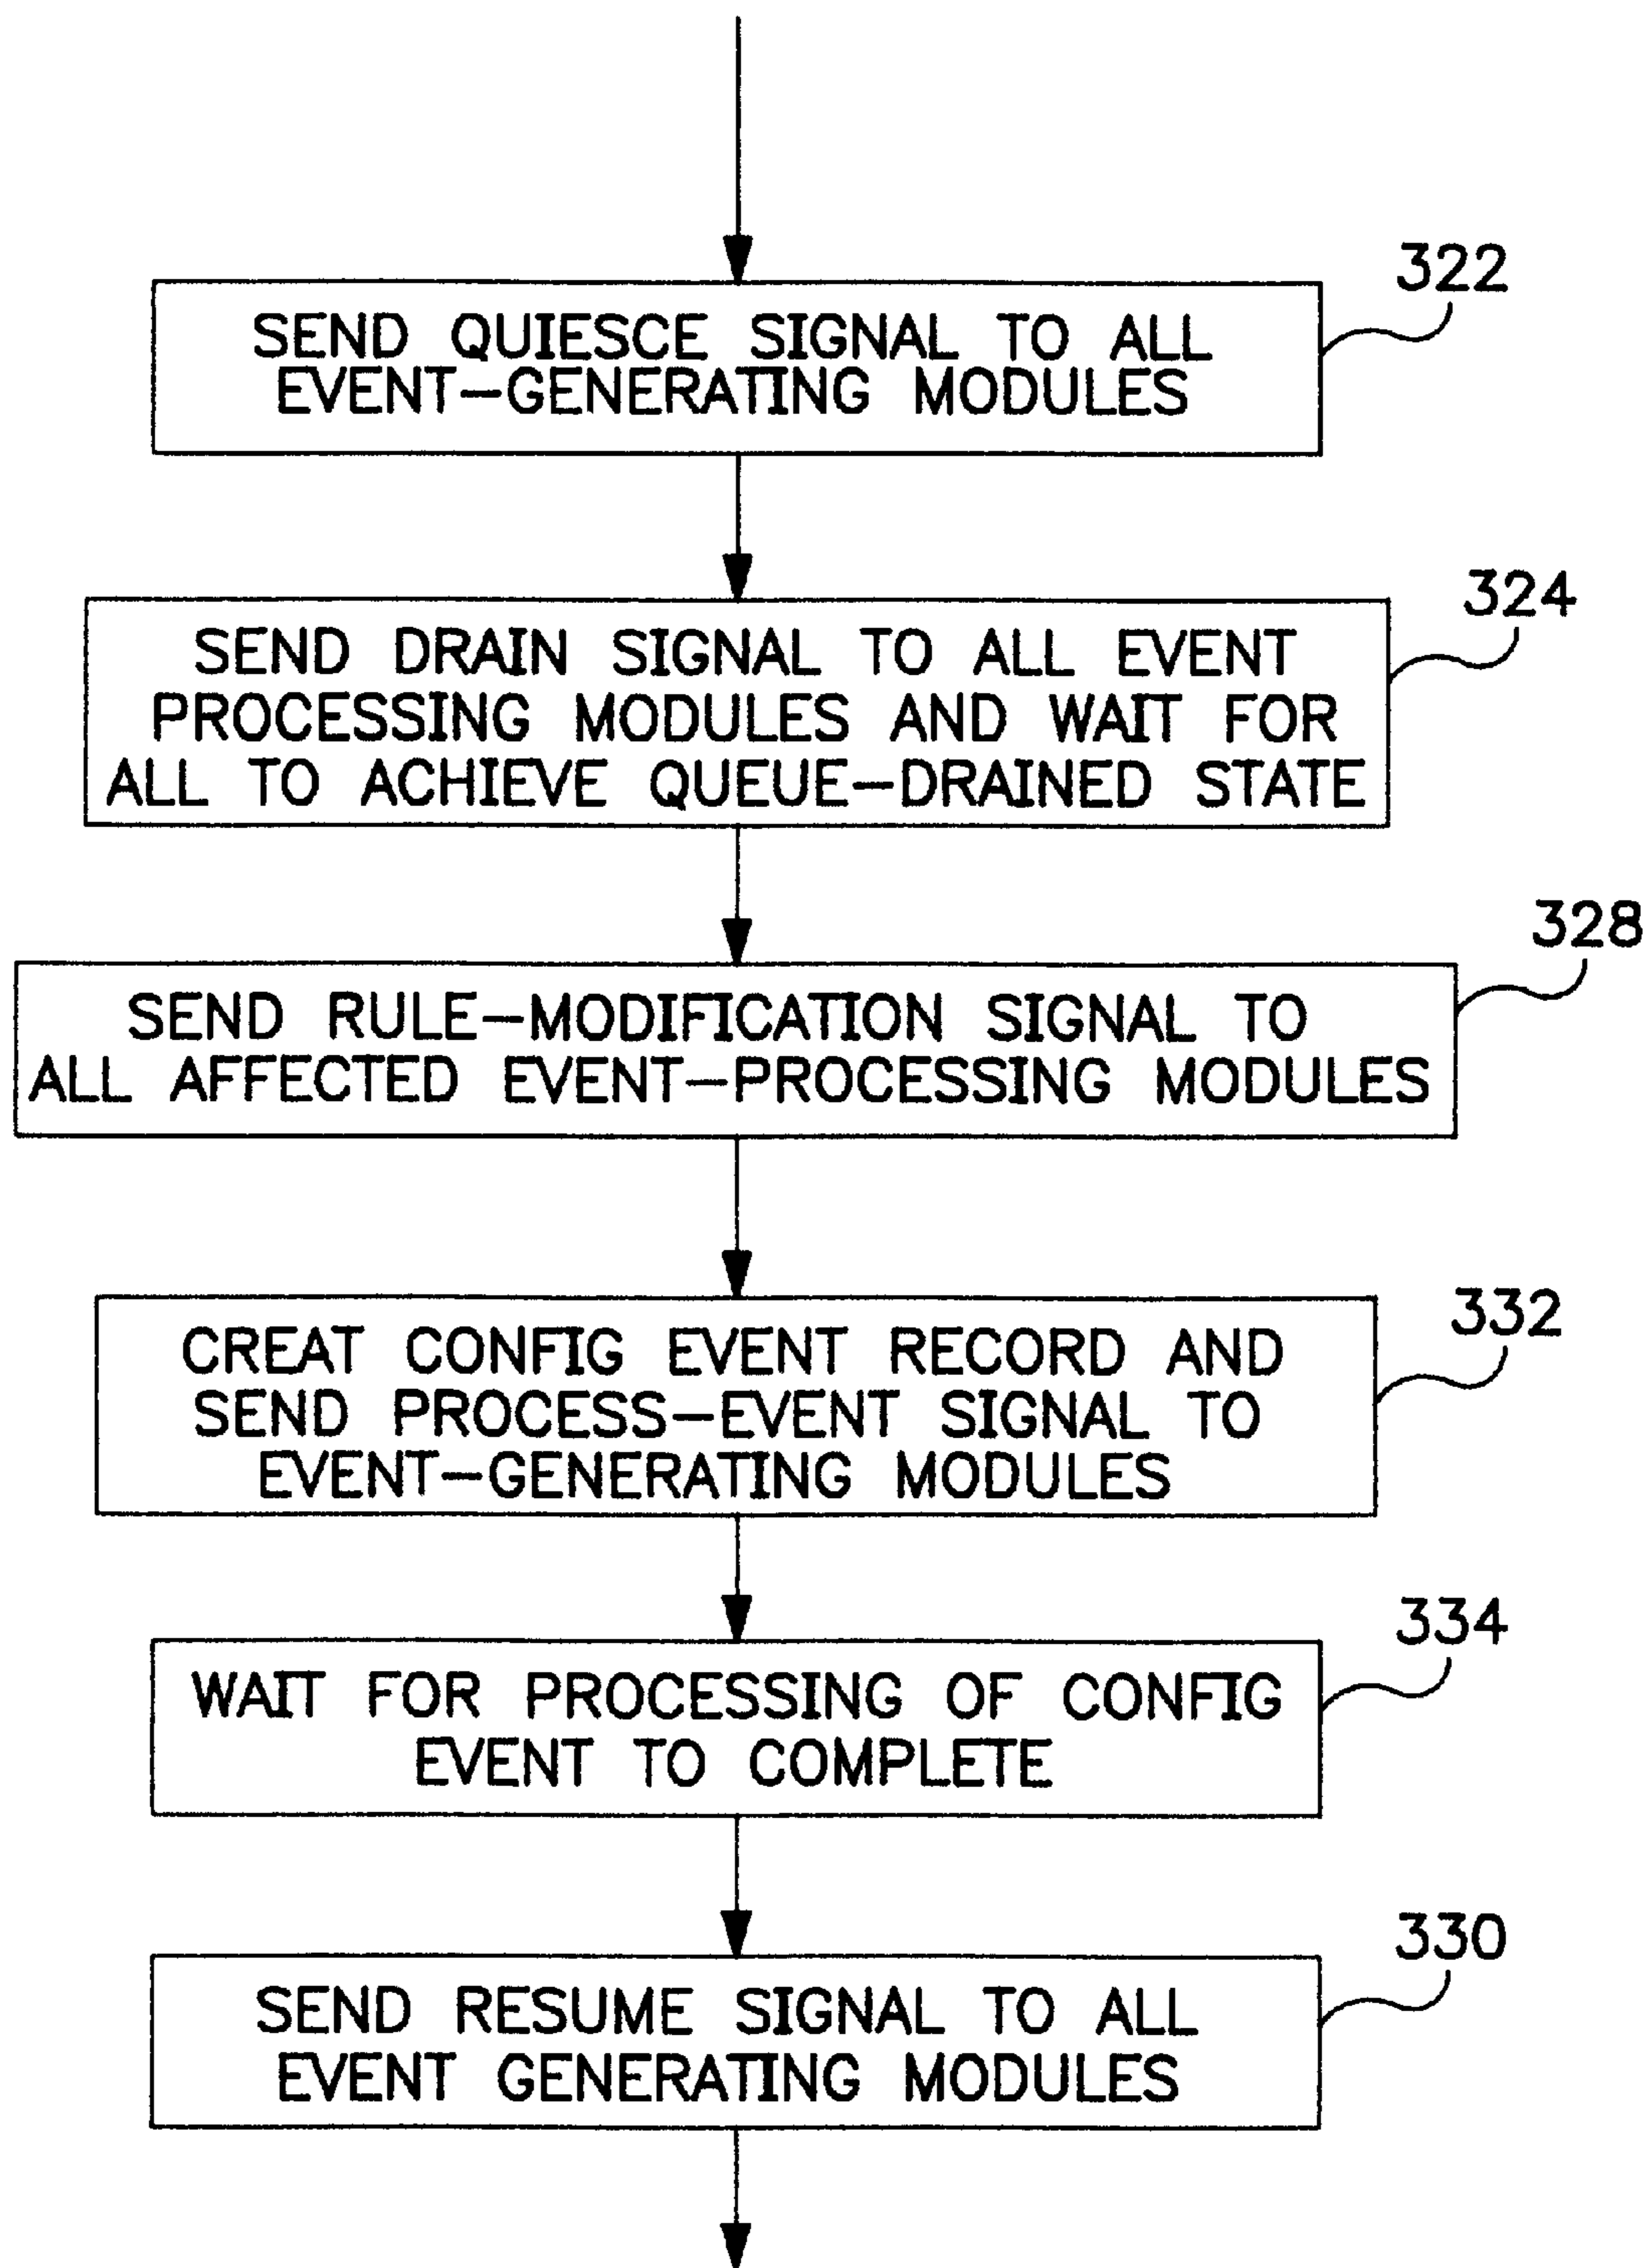 322
SEND QUIESCE SIGNAL TO ALL
EVENT-GENERATING MODULES
324
SEND DRAIN SIGNAL TO ALL EVENT
PROCESSING MODULES AND WAIT FOR
ALL TO ACHIEVE QUEUE-DRAINED STATE
328
SEND RULE-MODIFICATION SIGNAL TO
ALL AFFECTED EVENT-PROCESSING MODULES
332
CREAT CONFIG EVENT RECORD AND
SEND PROCESS-EVENT SIGNAL TO
EVENT-GENERATING MODULES
334
WAIT FOR PROCESSING OF CONFIG
EVENT TO COMPLETE
330
SEND RESUME SIGNAL TO ALL
EVENT GENERATING MODULES